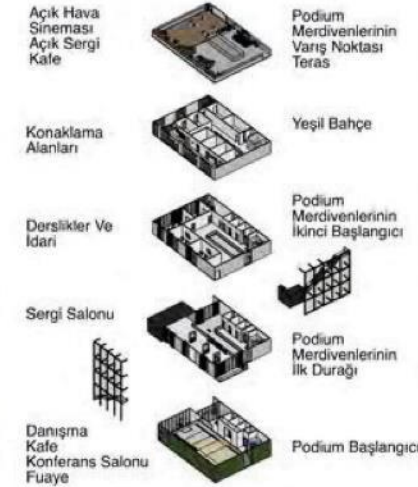 Açık Hava
Sineması
Açık Sergi
Kafe
Podium
Merdivenlerinin
Varış Noktası
Teras
Konaklama
Alanları
Yeşil Bahçe
Derslikler Ve
İdari
Podium
Merdivenlerinin
İkinci Başlangıcı
Sergi Salonu
Podium
Merdivenlerinin
İlk Durağı
Danışma
Kafe
Konferans Salonu
Fuaye
Podium Başlangıcı